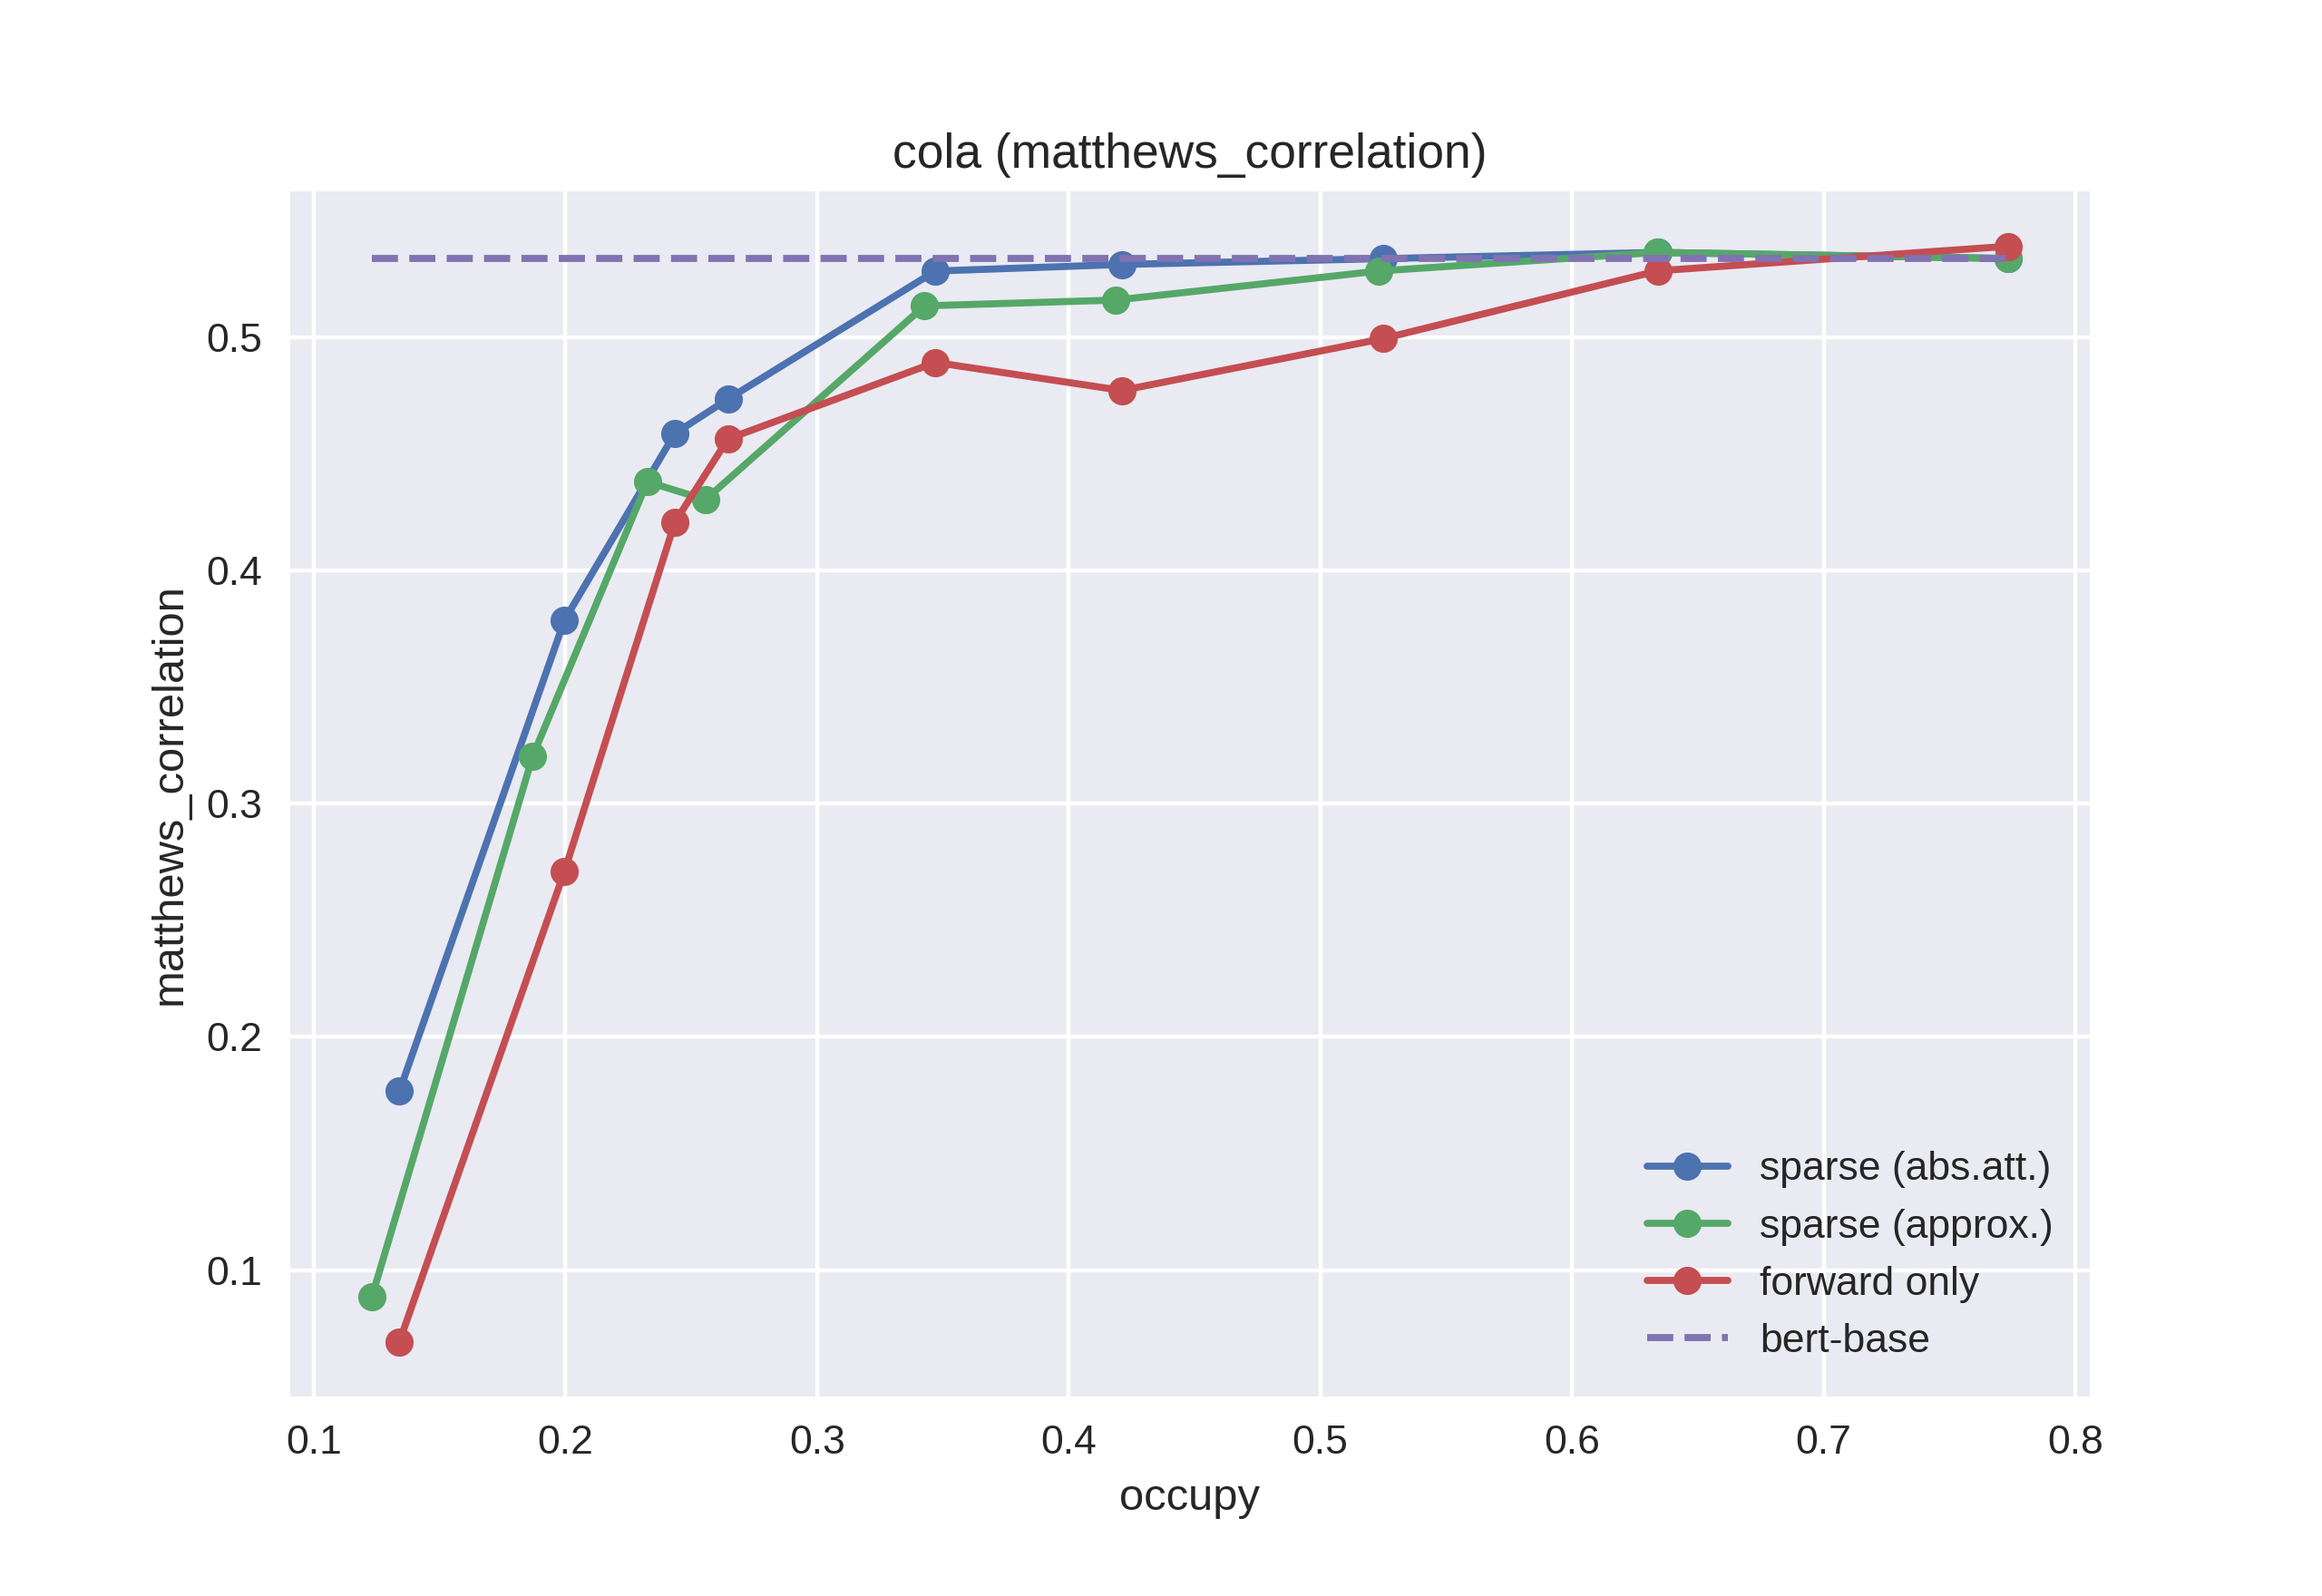 cola (matthews_correlation)
matthews_correlation
0.5
0.4
0.3
0.2
0.1
sparse (abs.att.)
sparse (approx.)
forward only
bert-base
0.1 0.2 0.3 0.4 0.5 0.6 0.7 0.8
occupy